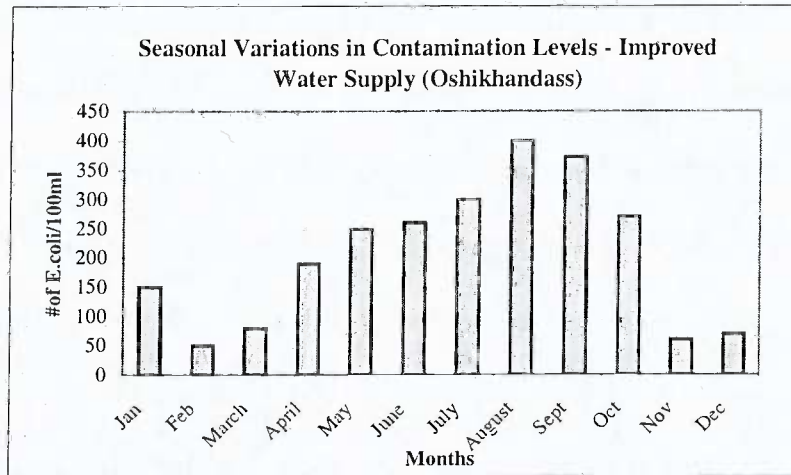 Seasonal Variations in Contamination Levels - Improved
Water Supply (Oshikhandass)
#of E.coli/100ml
450
400
350
300
250
200
150
100
50
0
Jan
Feb
March
April
May
June
July
August
Sept
Oct
Nov
Dec
Months